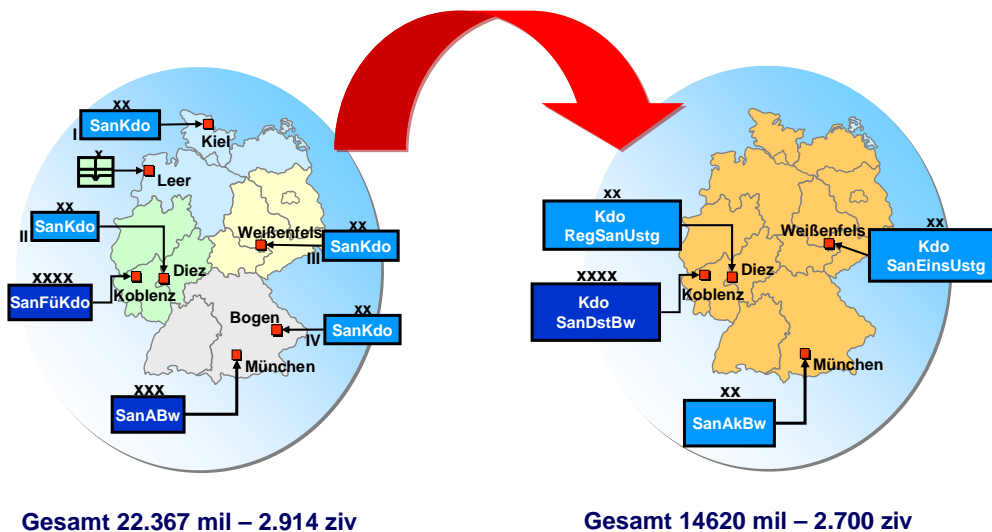 xx
I
SanKdo
Kiel
x
Leer
xx
II
SanKdo
Weißenfels
xx
III
SanKdo
xxxx
SanFüKdo
Koblenz
Diez
Bogen
xx
IV
SanKdo
München
xxx
SanABw
Gesamt 22.367 mil – 2.914 ziv
xx
Kdo
RegSanUstg
Weißenfels
xx
Kdo
SanEinsUstg
xxxx
Kdo
SanDstBw
Koblenz
Diez
München
xx
SanAkBw
Gesamt 14620 mil – 2.700 ziv